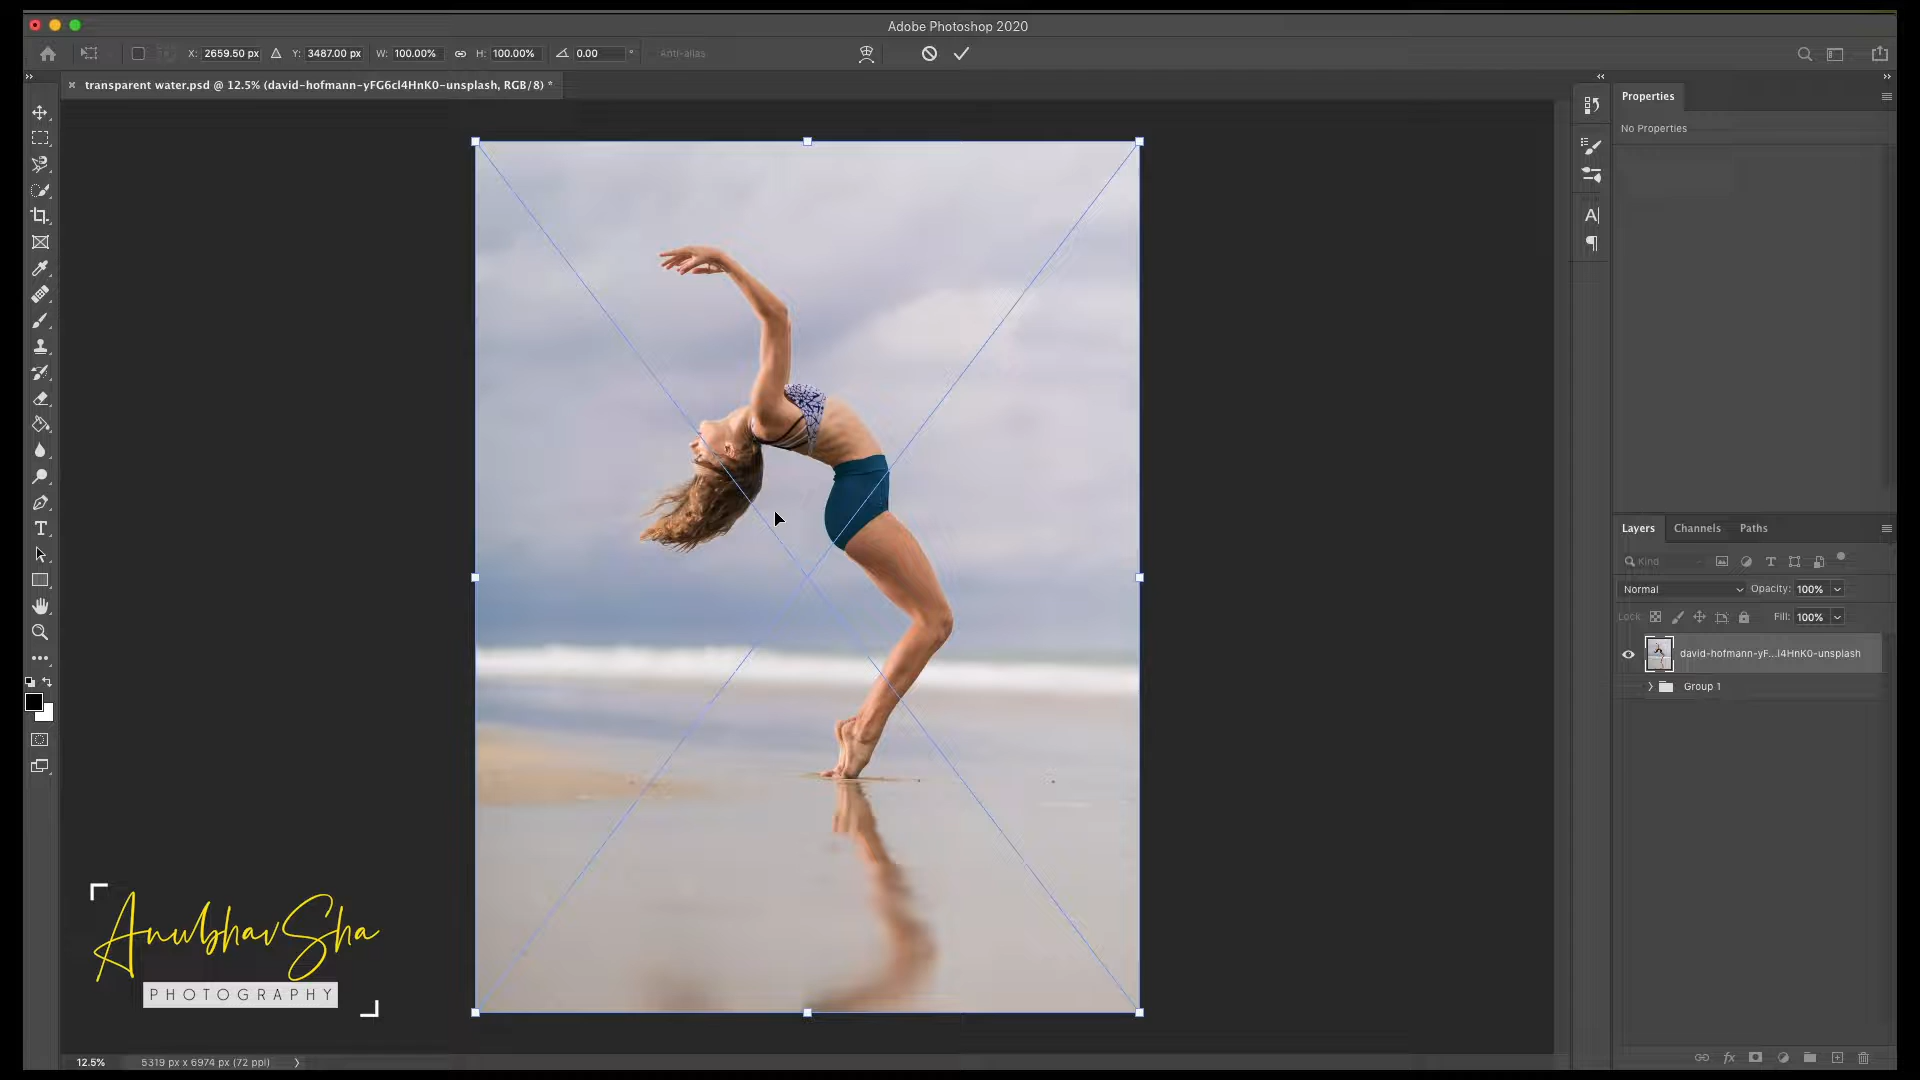 Adobe Photoshop 2020
X: 2659.50 px Y: 3487.00 px W: 100.00% H: 100.00% 0.00 ° Anti-alias
transparent water.psd @ 12.5% (david-hofmann-yFG6cl4HnK0-unsplash, RGB/8) *
Properties
No Properties
Layers Channels Paths
Kind
Normal Opacity: 100%
Lock: Fill: 100%
david-hofmann-yF...l4HnK0-unsplash
Group 1
AnubhavSha
PHOTOGRAPHY
12.5% 5319 px x 6974 px (72 ppi)